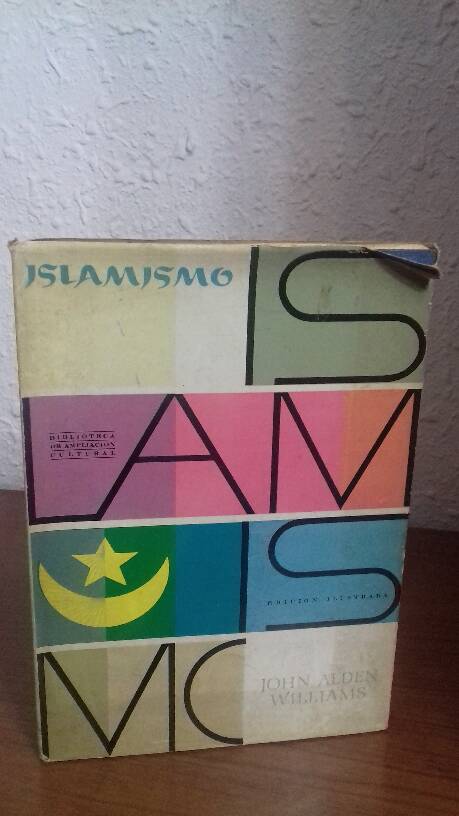 ISLAMISMO
IS
LAM
BIBLIOTECA
DE AMPLIACION
CULTURAL
IS
EDICION ILUSTRADA
MO
JOHN ALDEN
WILLIAMS